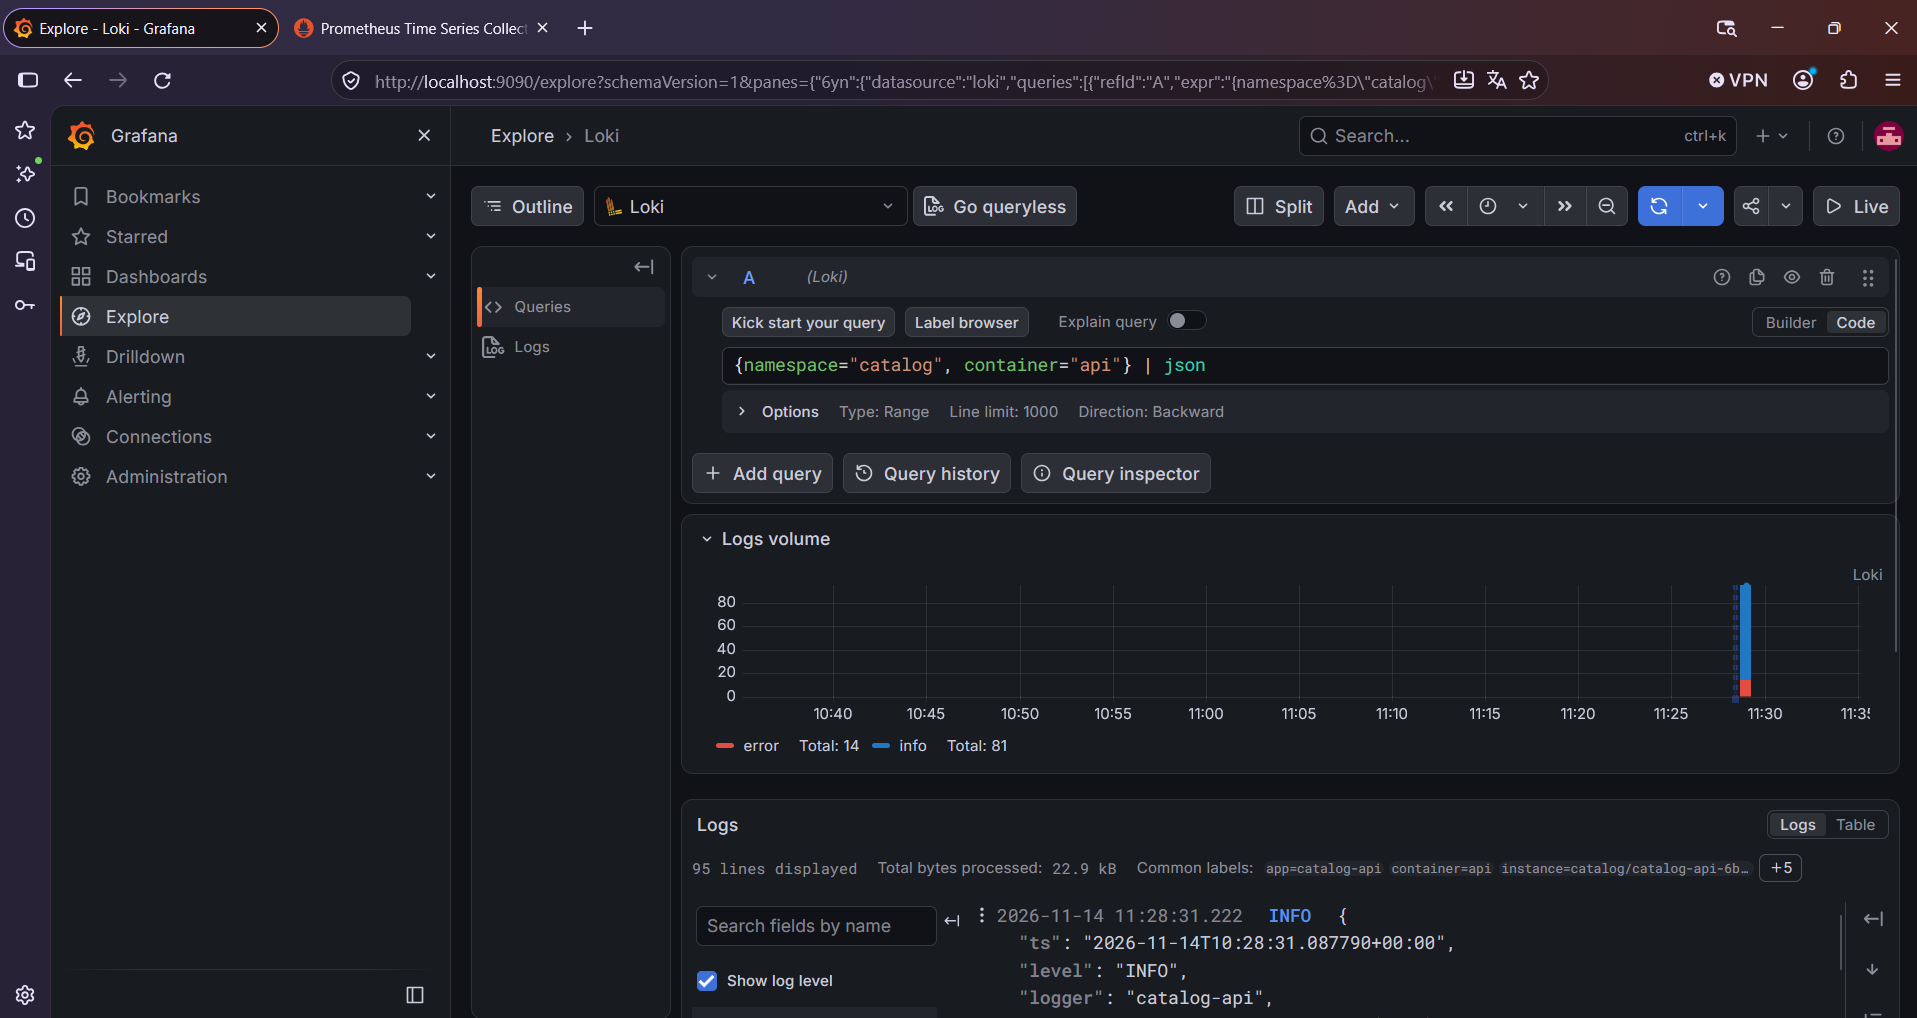 Explore - Loki - Grafana
Prometheus Time Series Collect
http://localhost:9090/explore?schemaVersion=1&panes={"6yn":{"datasource":"loki","queries":[{"refId":"A","expr":"{namespace%3D\"catalog\"
VPN
Grafana
Explore › Loki
Search... ctrl+k
Bookmarks
Starred
Dashboards
Explore
Drilldown
Alerting
Connections
Administration
Outline
Loki
Go queryless
Split
Add
Live
Queries
Logs
A (Loki)
Kick start your query
Label browser
Explain query
Builder
Code
{namespace="catalog", container="api"} | json
Options Type: Range Line limit: 1000 Direction: Backward
+ Add query
Query history
Query inspector
Logs volume
Loki
80
60
40
20
0
10:40 10:45 10:50 10:55 11:00 11:05 11:10 11:15 11:20 11:25 11:30 11:35
error Total: 14 info Total: 81
Logs
Logs Table
95 lines displayed Total bytes processed: 22.9 kB Common labels: app=catalog-api container=api instance=catalog/catalog-api-6b… +5
Search fields by name
Show log level
2026-11-14 11:28:31.222 INFO {
"ts": "2026-11-14T10:28:31.087790+00:00",
"level": "INFO",
"logger": "catalog-api",